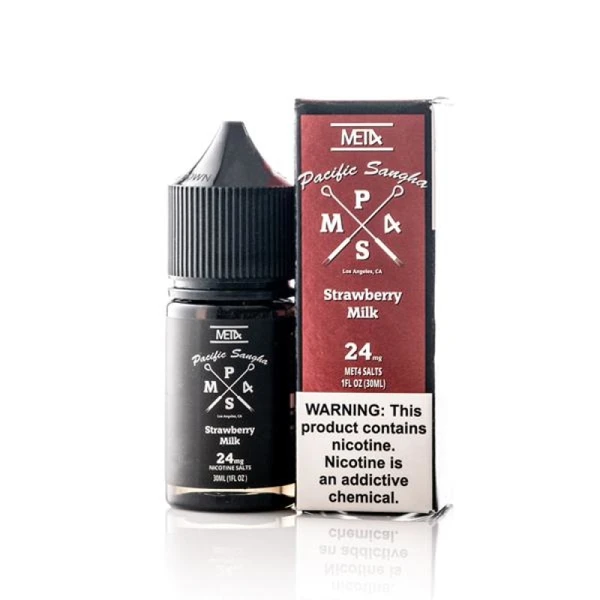 MET4
Pacific Sangha
P
M 4
S
Los Angeles, CA
Strawberry
Milk
24mg
MET4 SALTS
1FL OZ (30ML)
WARNING: This
product contains
nicotine.
Nicotine is
an addictive
chemical.
MET4
Pacific Sangha
P
M 4
S
Los Angeles, CA
Strawberry
Milk
24mg
NICOTINE SALTS
30ML (1FL OZ)